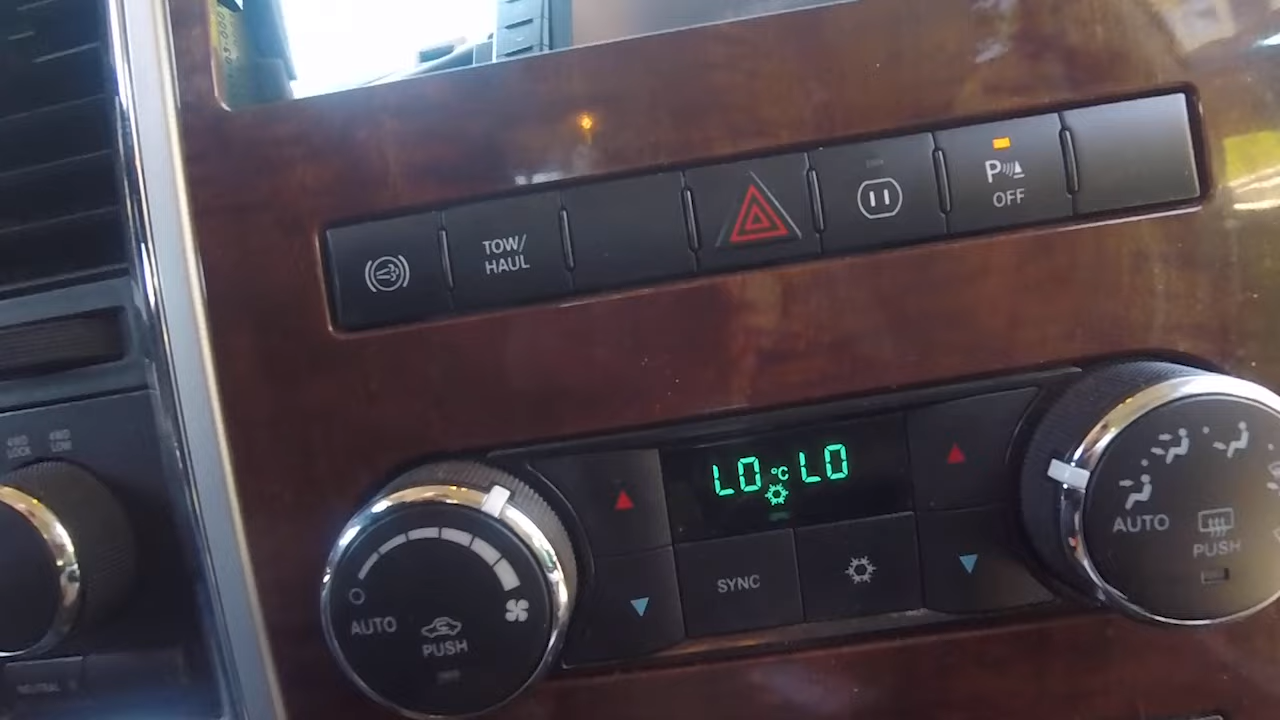 TOW/
HAUL
P
OFF
4WD
LOCK
4WD
LOW
LO °C LO
SYNC
AUTO
PUSH
AUTO
PUSH
NEUTRAL